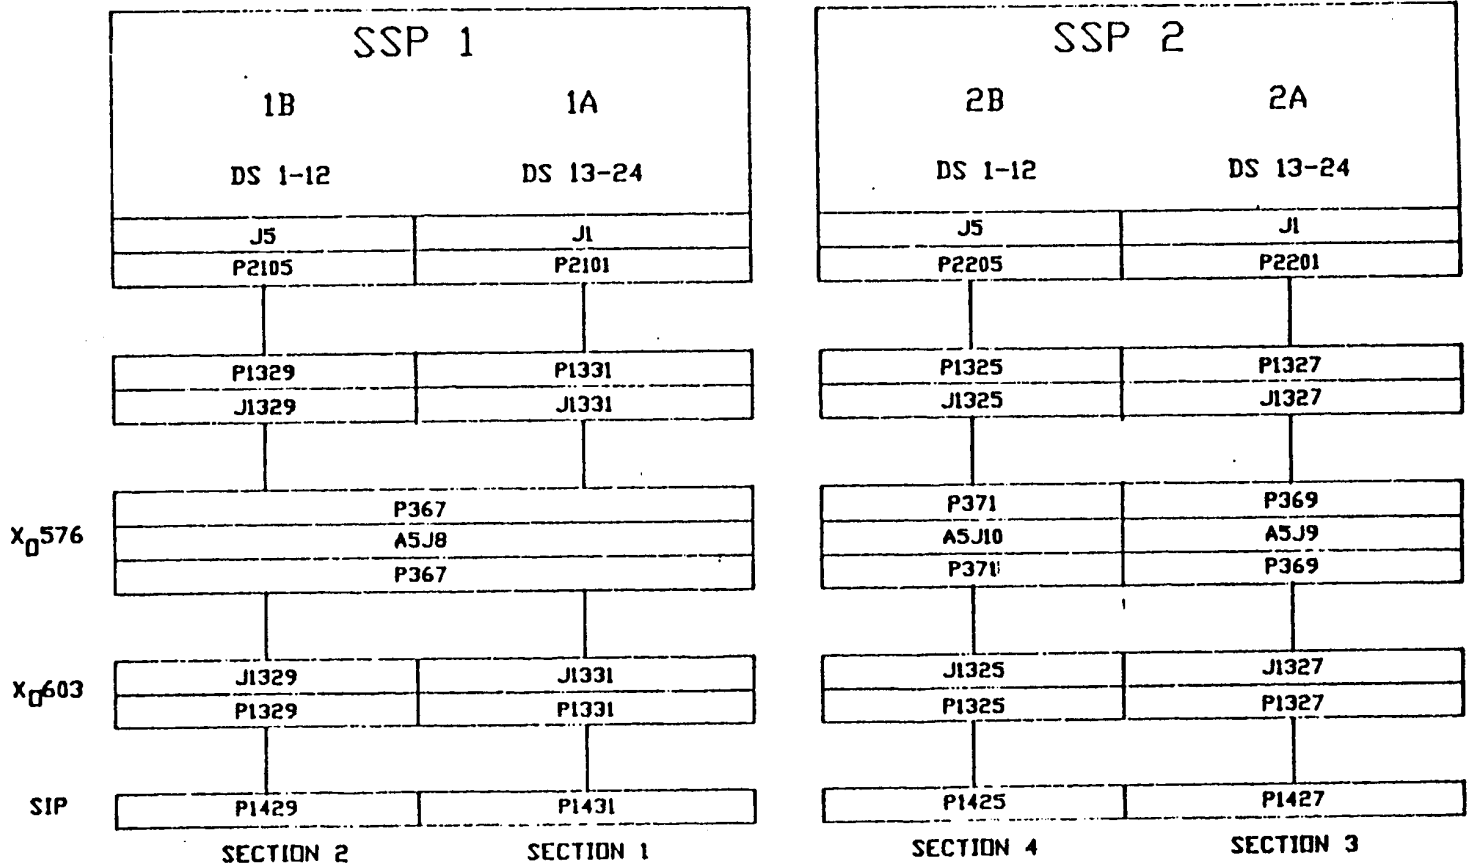 SSP 1
1B 1A
DS 1-12 DS 13-24
J5 J1
P2105 P2101
P1329 P1331
J1329 J1331
P367
X₀576 A5J8
P367
J1329 J1331
X₀603 P1329 P1331
SIP P1429 P1431
SECTION 2 SECTION 1
SSP 2
2B 2A
DS 1-12 DS 13-24
J5 J1
P2205 P2201
P1325 P1327
J1325 J1327
P371 P369
A5J10 A5J9
P371 P369
J1325 J1327
P1325 P1327
P1425 P1427
SECTION 4 SECTION 3